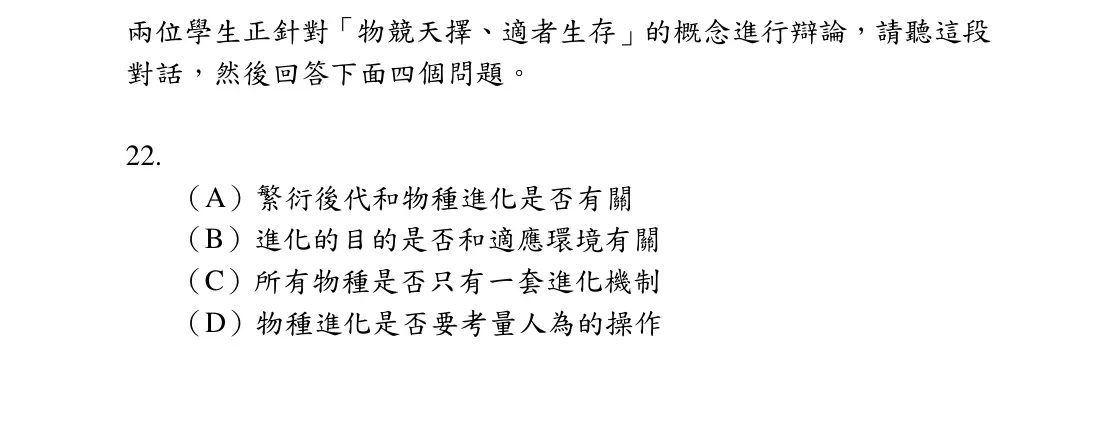 兩位學生正針對「物競天擇、適者生存」的概念進行辯論，請聽這段
對話，然後回答下面四個問題。
22.
（A）繁衍後代和物種進化是否有關
（B）進化的目的是否和適應環境有關
（C）所有物種是否只有一套進化機制
（D）物種進化是否要考量人為的操作